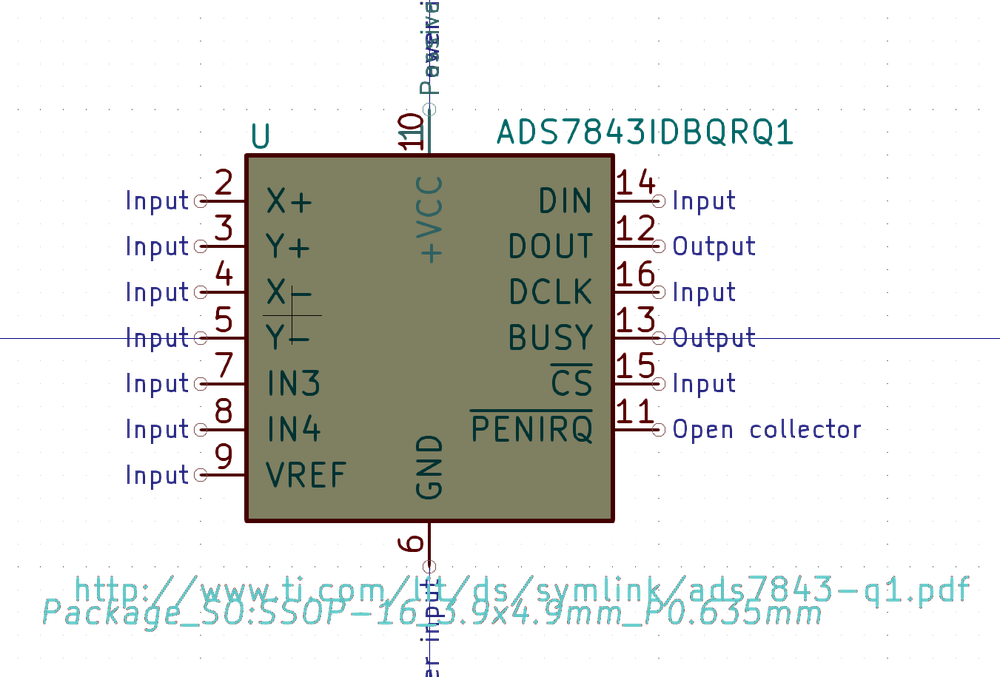 U
ADS7843IDBQRQ1
10
+VCC
Input 2 X+
Input 3 Y+
Input 4 X-
Input 5 Y-
Input 7 IN3
Input 8 IN4
Input 9 VREF
DIN 14 Input
DOUT 12 Output
DCLK 16 Input
BUSY 13 Output
CS 15 Input
PENIRQ 11 Open collector
GND
6
http://www.ti.com/lit/ds/symlink/ads7843-q1.pdf
Package_SO:SSOP-16_3.9x4.9mm_P0.635mm
input